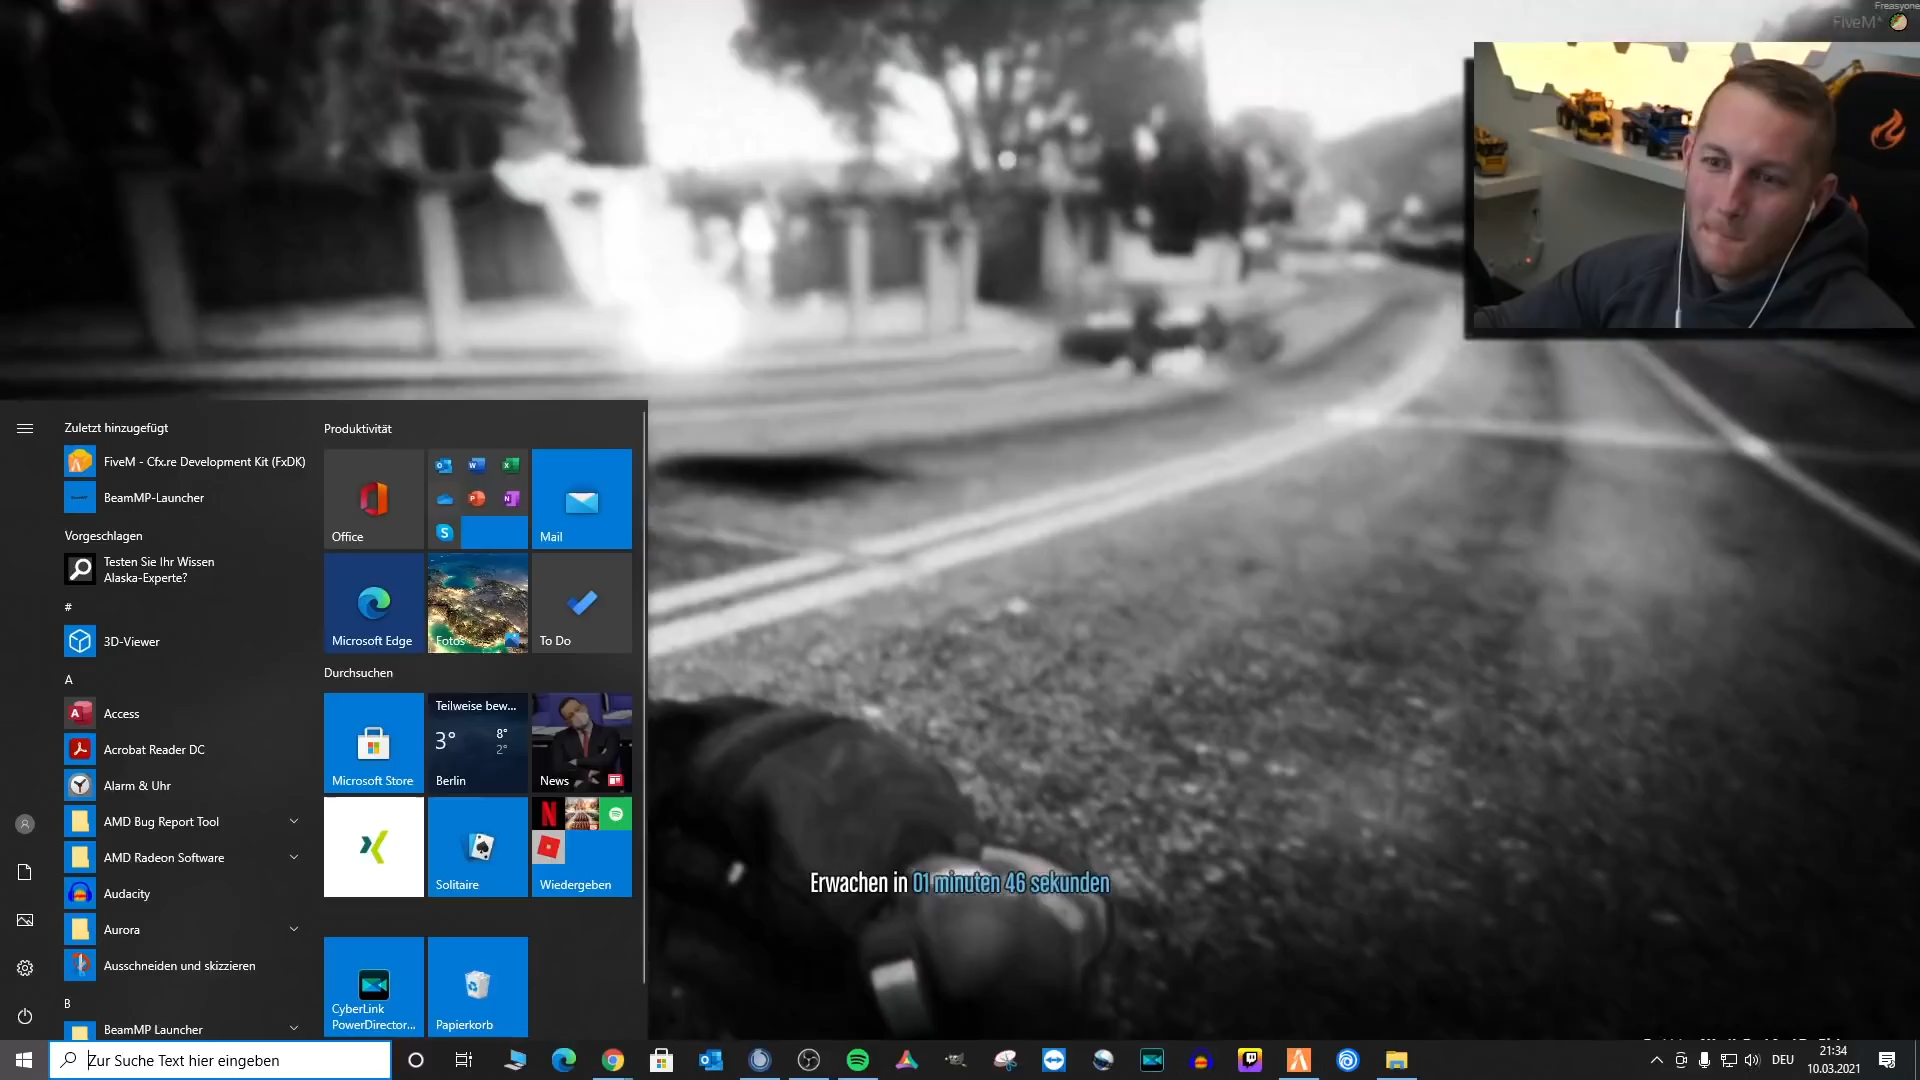 Freasyone
FiveM*
Zuletzt hinzugefügt
FiveM - Cfx.re Development Kit (FxDK)
BeamMP-Launcher
Vorgeschlagen
Testen Sie Ihr Wissen
Alaska-Experte?
#
3D-Viewer
A
Access
Acrobat Reader DC
Alarm & Uhr
AMD Bug Report Tool
AMD Radeon Software
Audacity
Aurora
Ausschneiden und skizzieren
B
BeamMP Launcher
Produktivität
Office
Mail
Microsoft Edge
Fotos
To Do
Durchsuchen
Microsoft Store
Teilweise bew...
3°
8°
2°
Berlin
News
Solitaire
Wiedergeben
CyberLink
PowerDirector...
Papierkorb
Erwachen in 01 minuten 46 sekunden
Zur Suche Text hier eingeben
DEU
21:34
10.03.2021